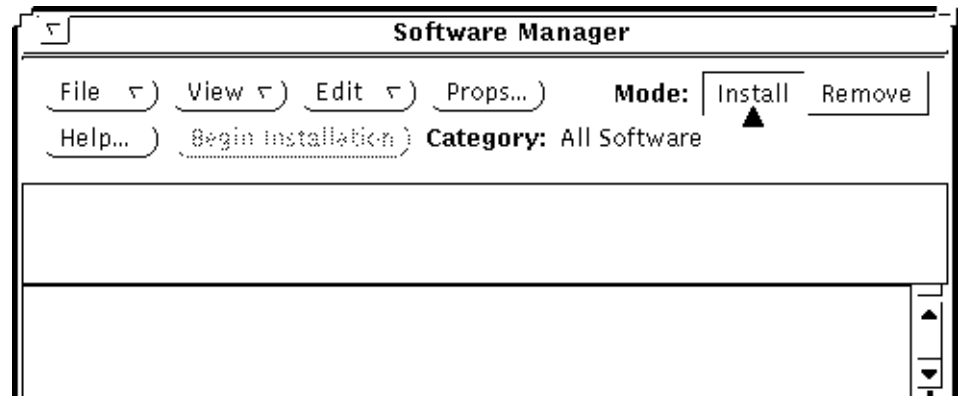 Software Manager
File View Edit Props... Mode: Install Remove
Help... Begin Installation Category: All Software